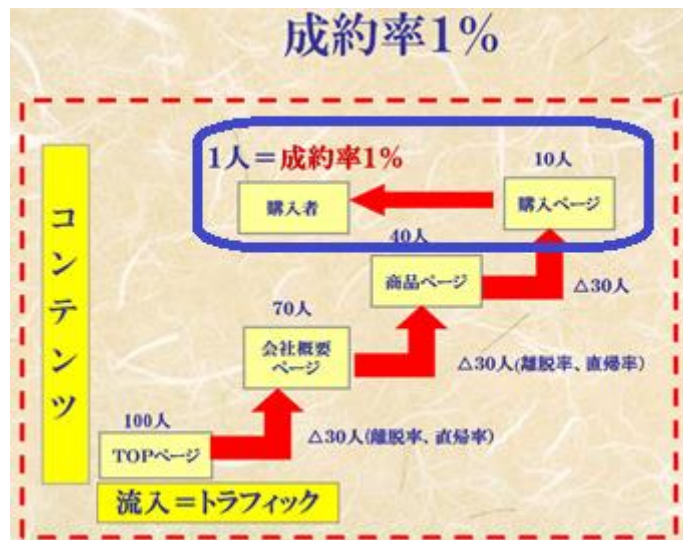 成約率1%
1人＝成約率1%
10人
購入者
購入ページ
40人
商品ページ
△30人
70人
会社概要
ページ
△30人(離脱率、直帰率)
100人
TOPページ
△30人(離脱率、直帰率)
コンテンツ
流入＝トラフィック